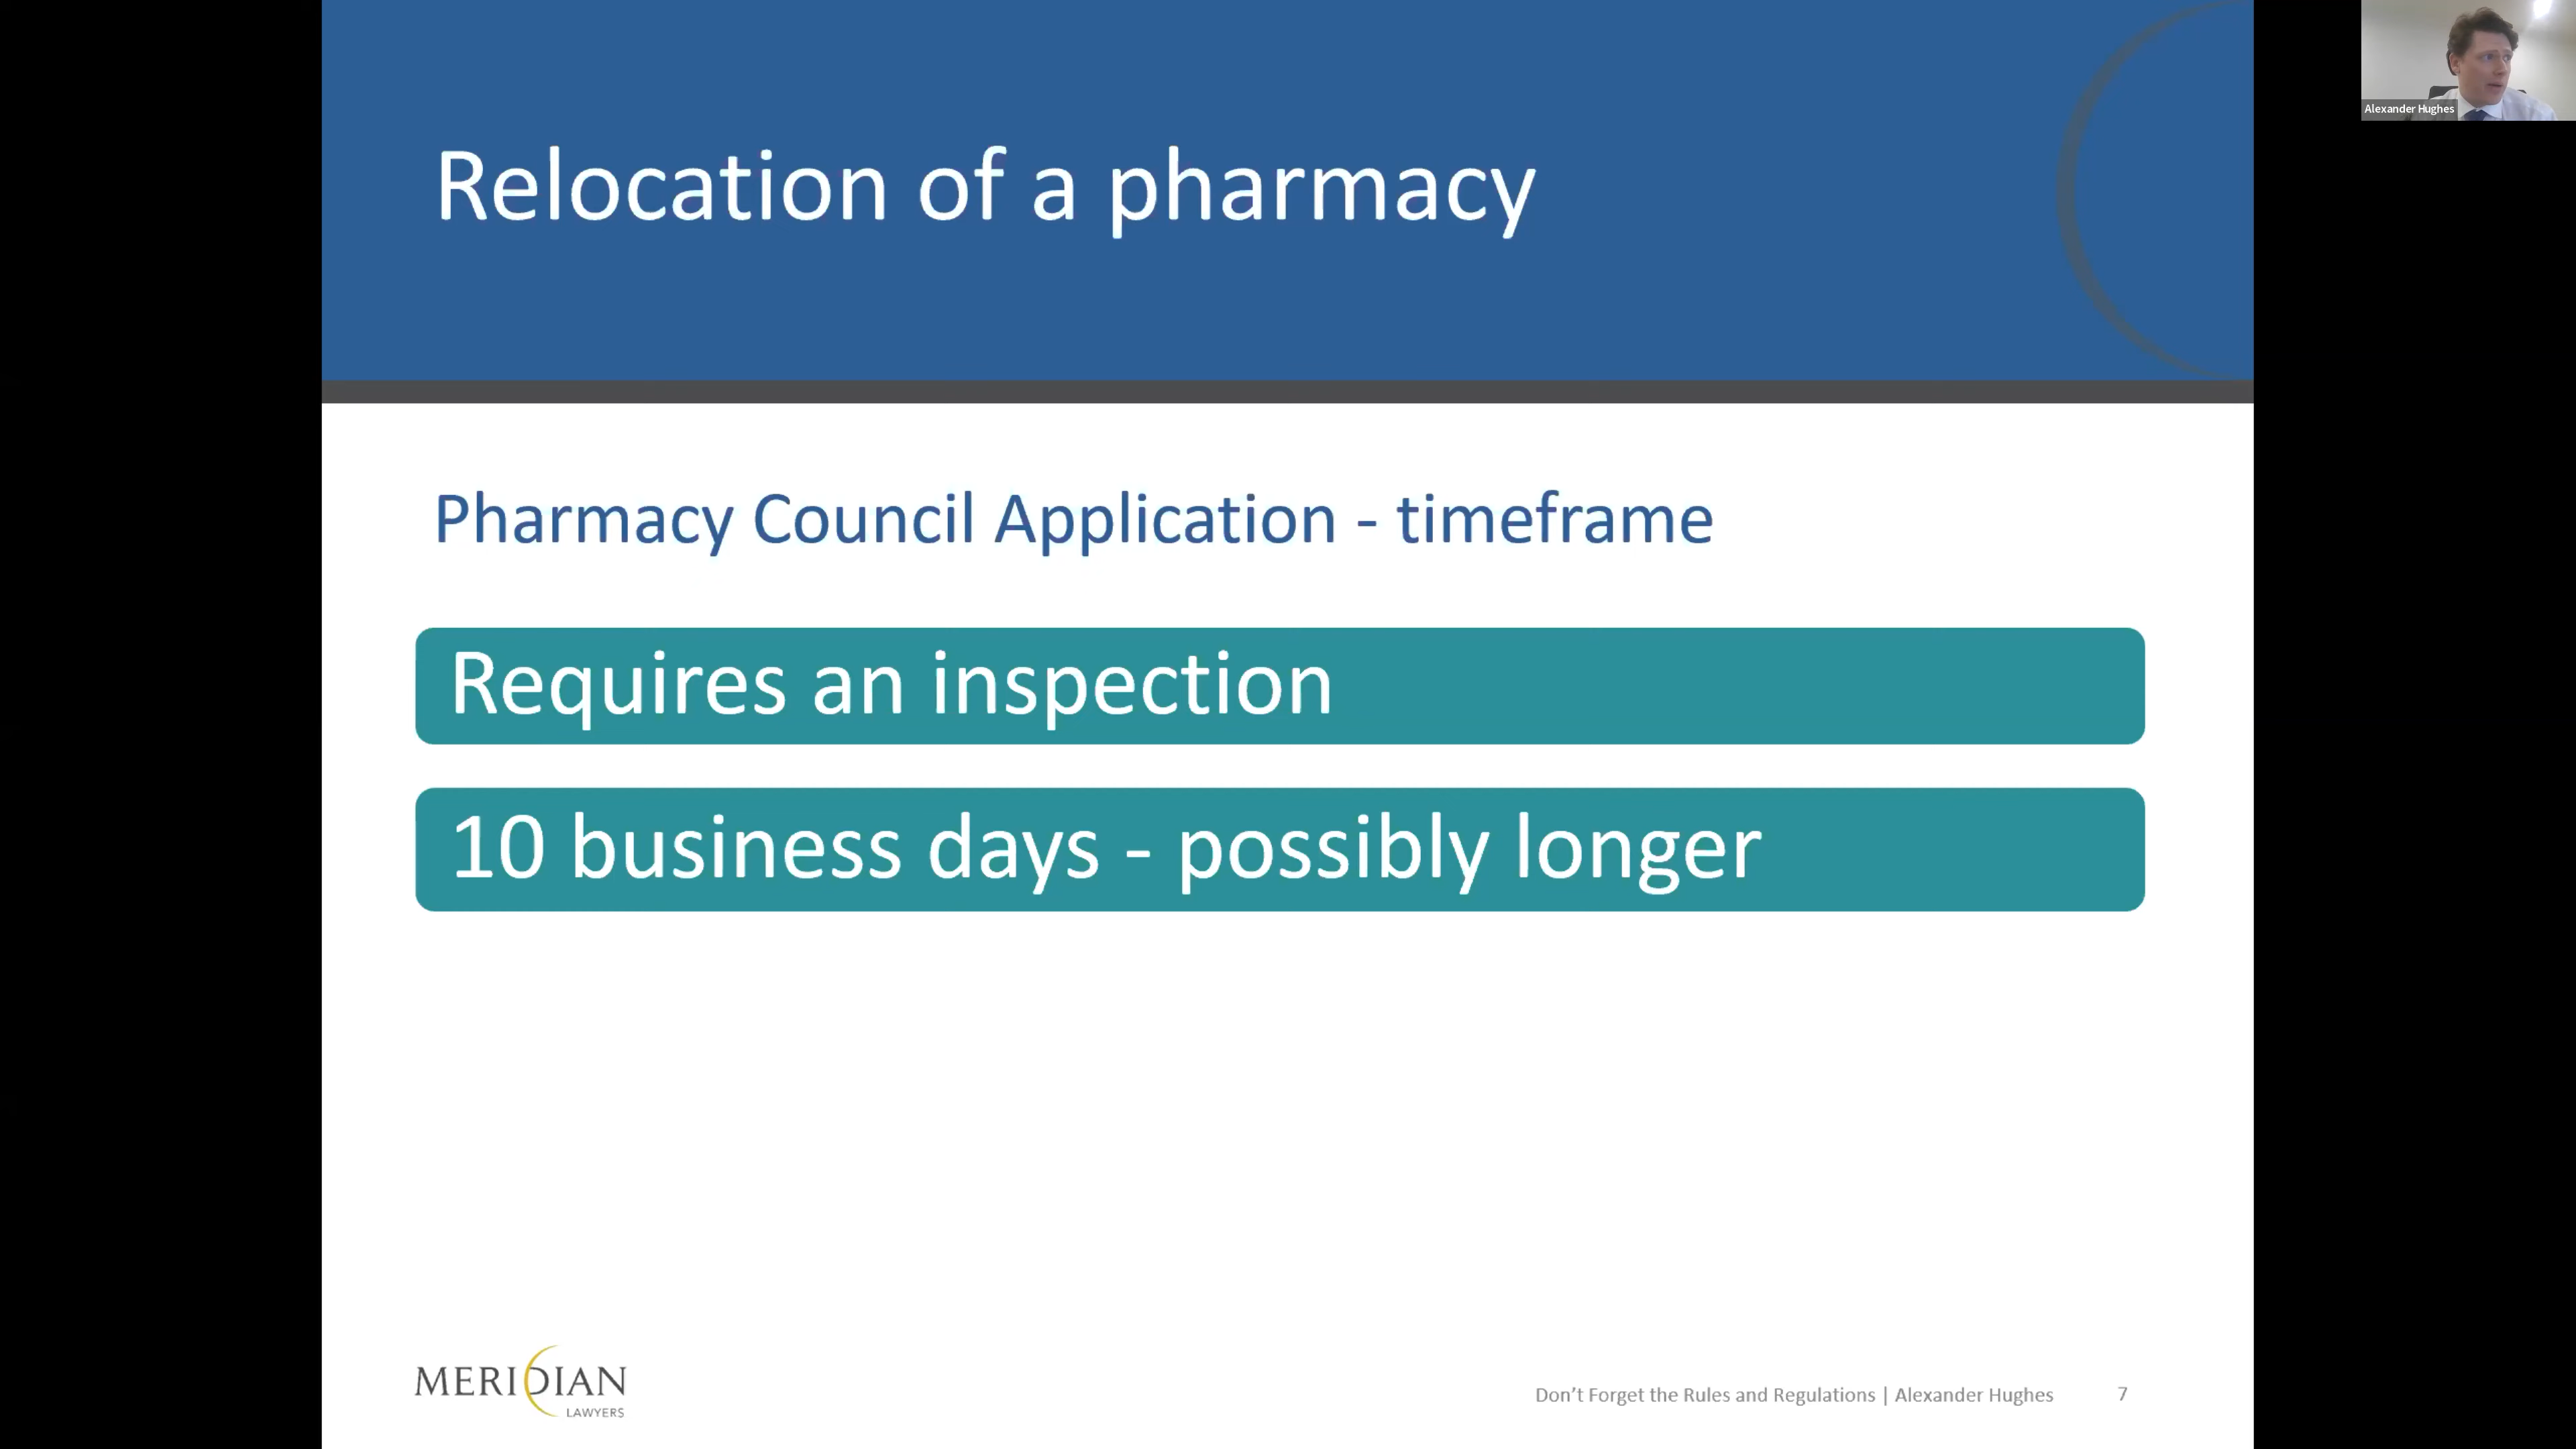 Relocation of a pharmacy
Alexander Hughes
Pharmacy Council Application - timeframe
Requires an inspection
10 business days - possibly longer
MERIDIAN
LAWYERS
Don't Forget the Rules and Regulations | Alexander Hughes 7